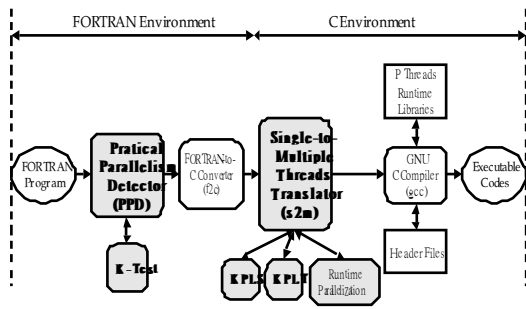 FORTRAN Environment
C Environment
P Threads
Runtime
Libraries
FORTRAN
Program
Pratical
Parallelism
Detector
(PPD)
FORTRAN-to-
C Converter
(f2c)
Single-to-
Multiple
Threads
Translator
(s2m)
GNU
C Compiler
(gcc)
Executable
Codes
K-Test
KPLS
KPLT
Runtime
Parallelization
Header Files